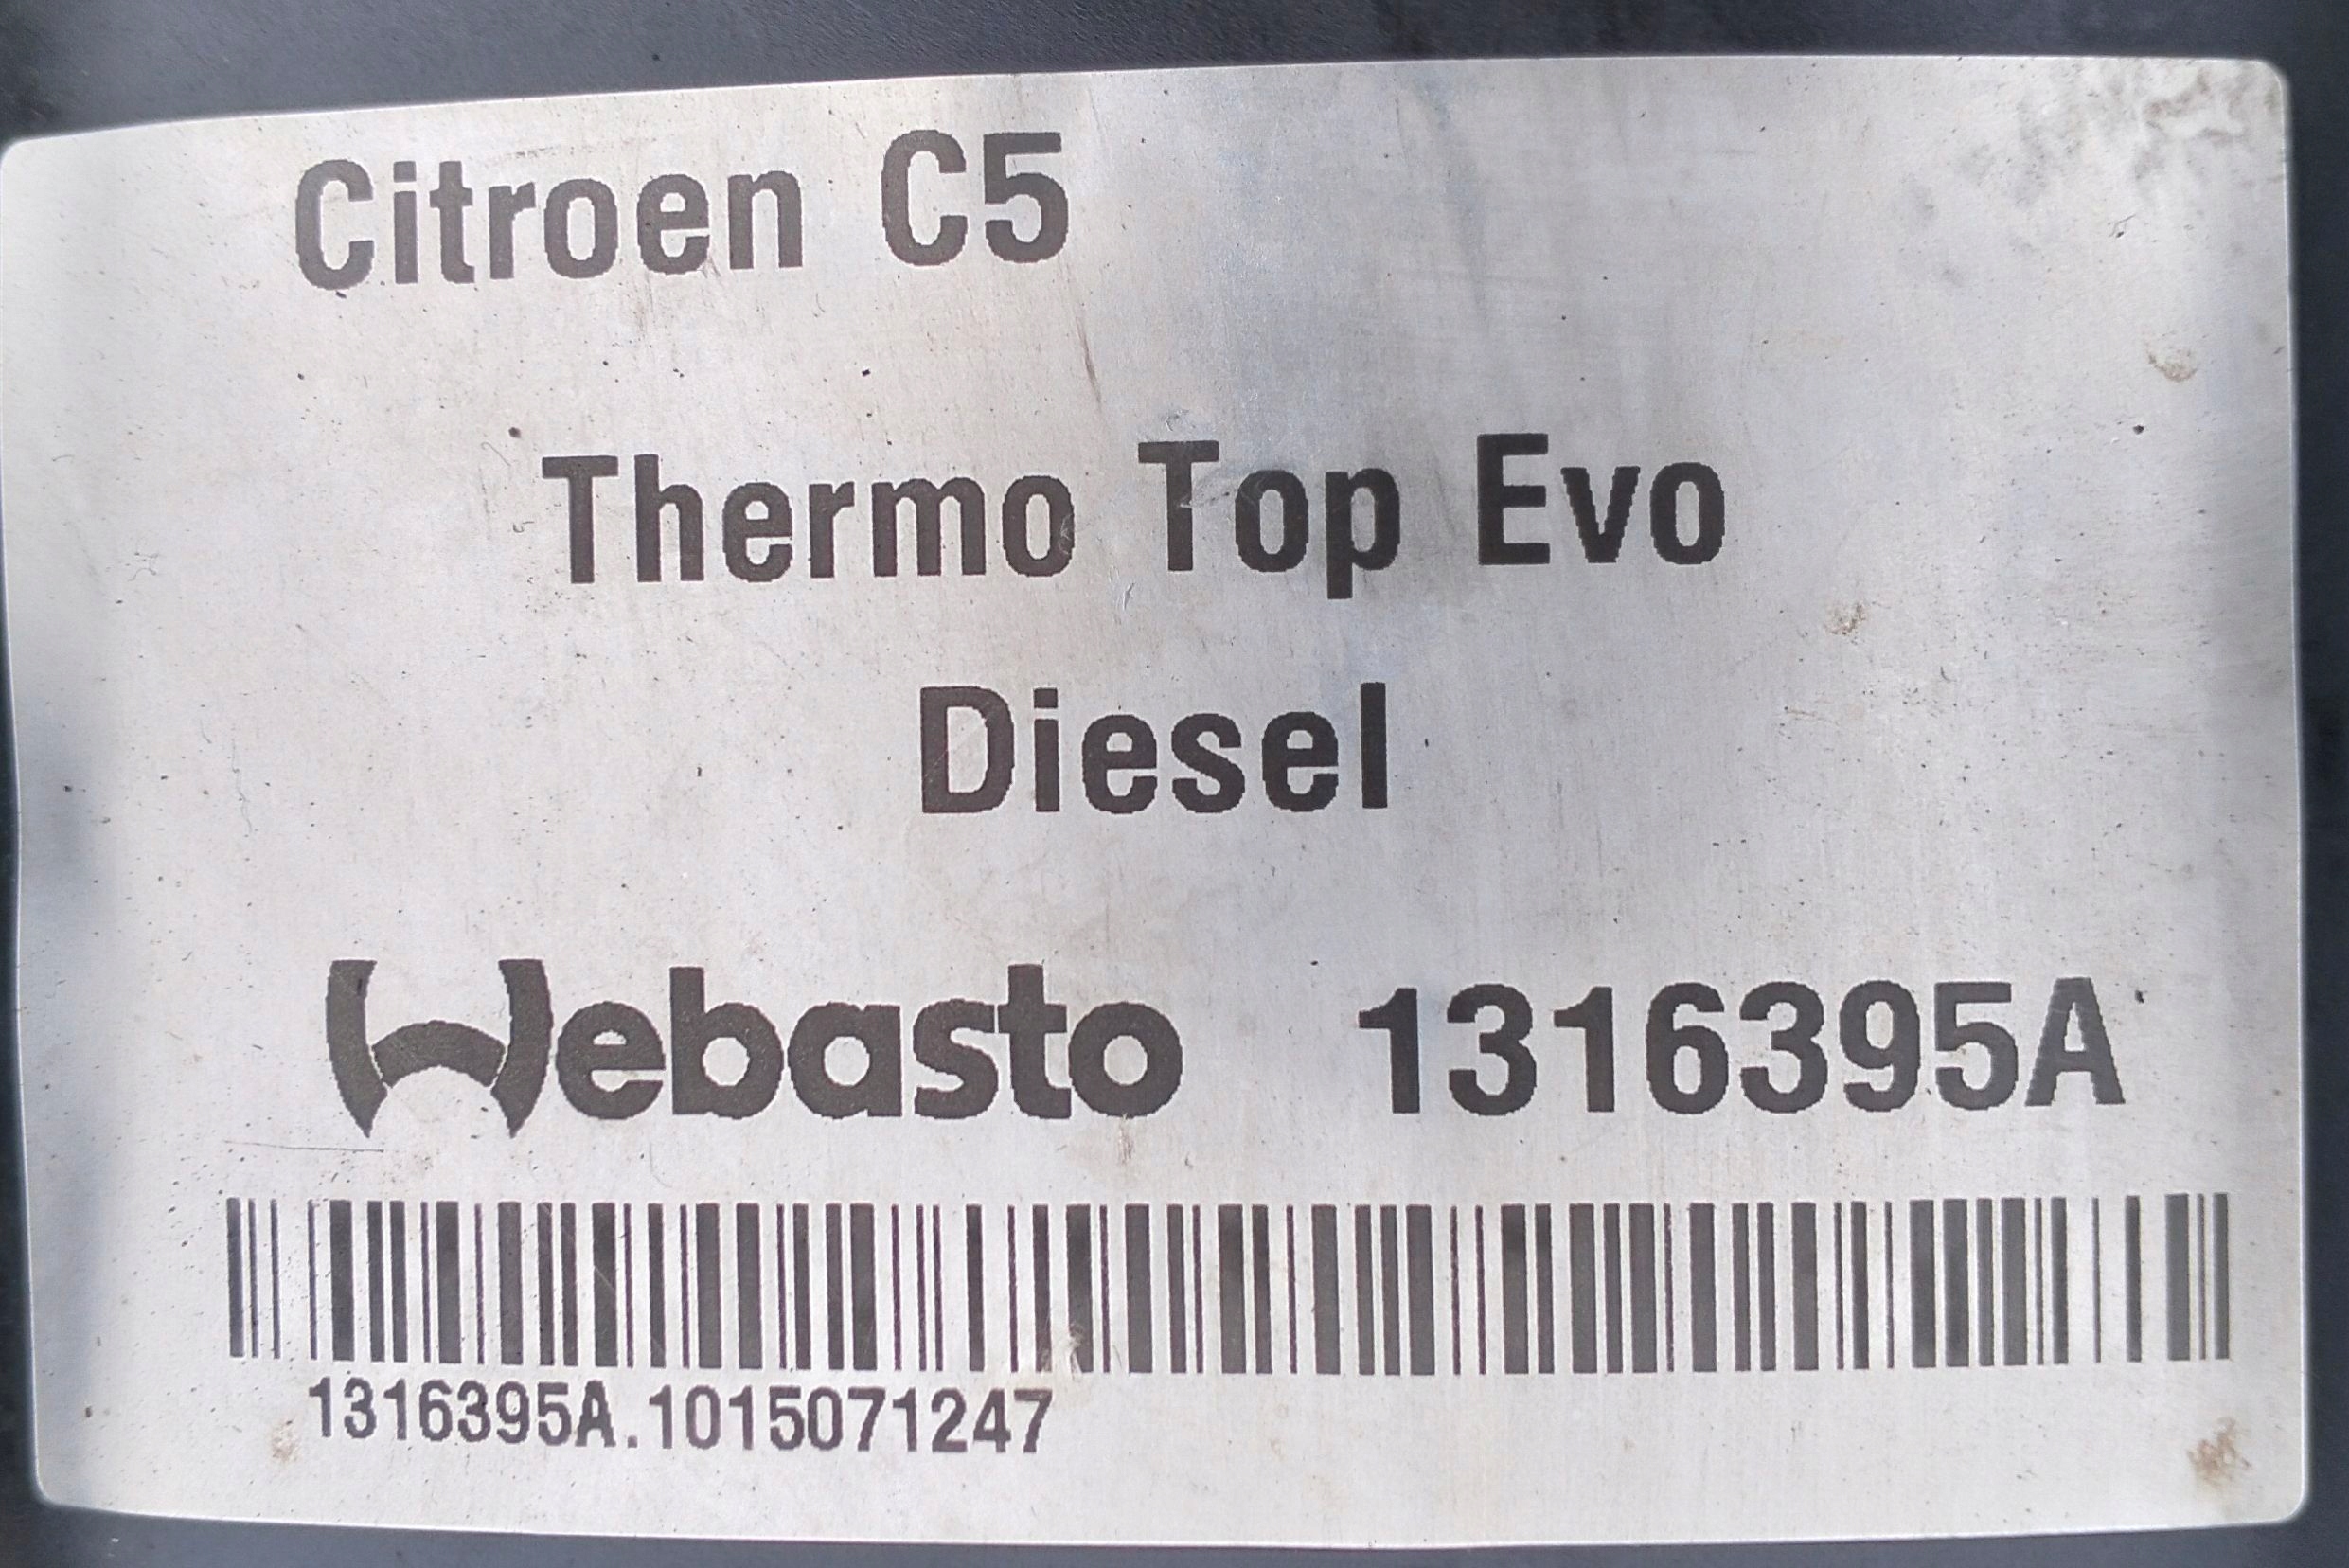 Citroen C5
Thermo Top Evo
Diesel
Webasto 1316395A
1316395A.1015071247